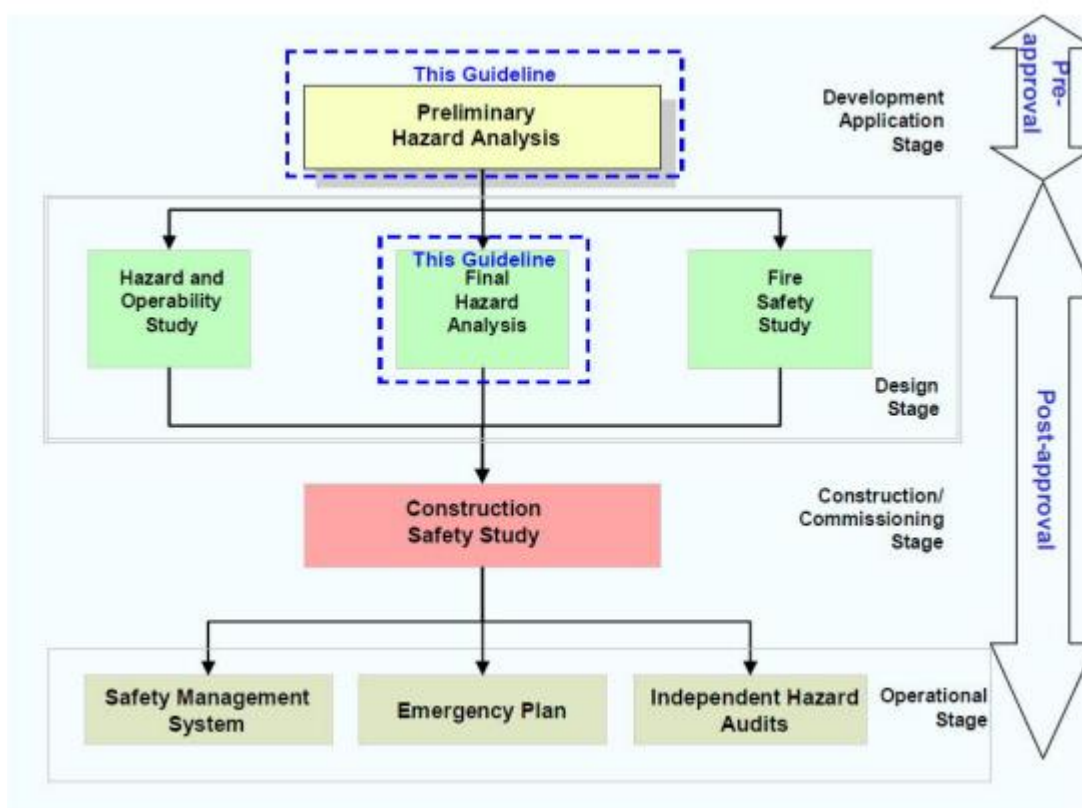 This Guideline
Preliminary
Hazard Analysis
Development
Application
Stage
Pre-
approval
Hazard and
Operability
Study
This Guideline
Final
Hazard
Analysis
Fire
Safety
Study
Design
Stage
Post-approval
Construction
Safety Study
Construction/
Commissioning
Stage
Safety Management
System
Emergency Plan
Independent Hazard
Audits
Operational
Stage